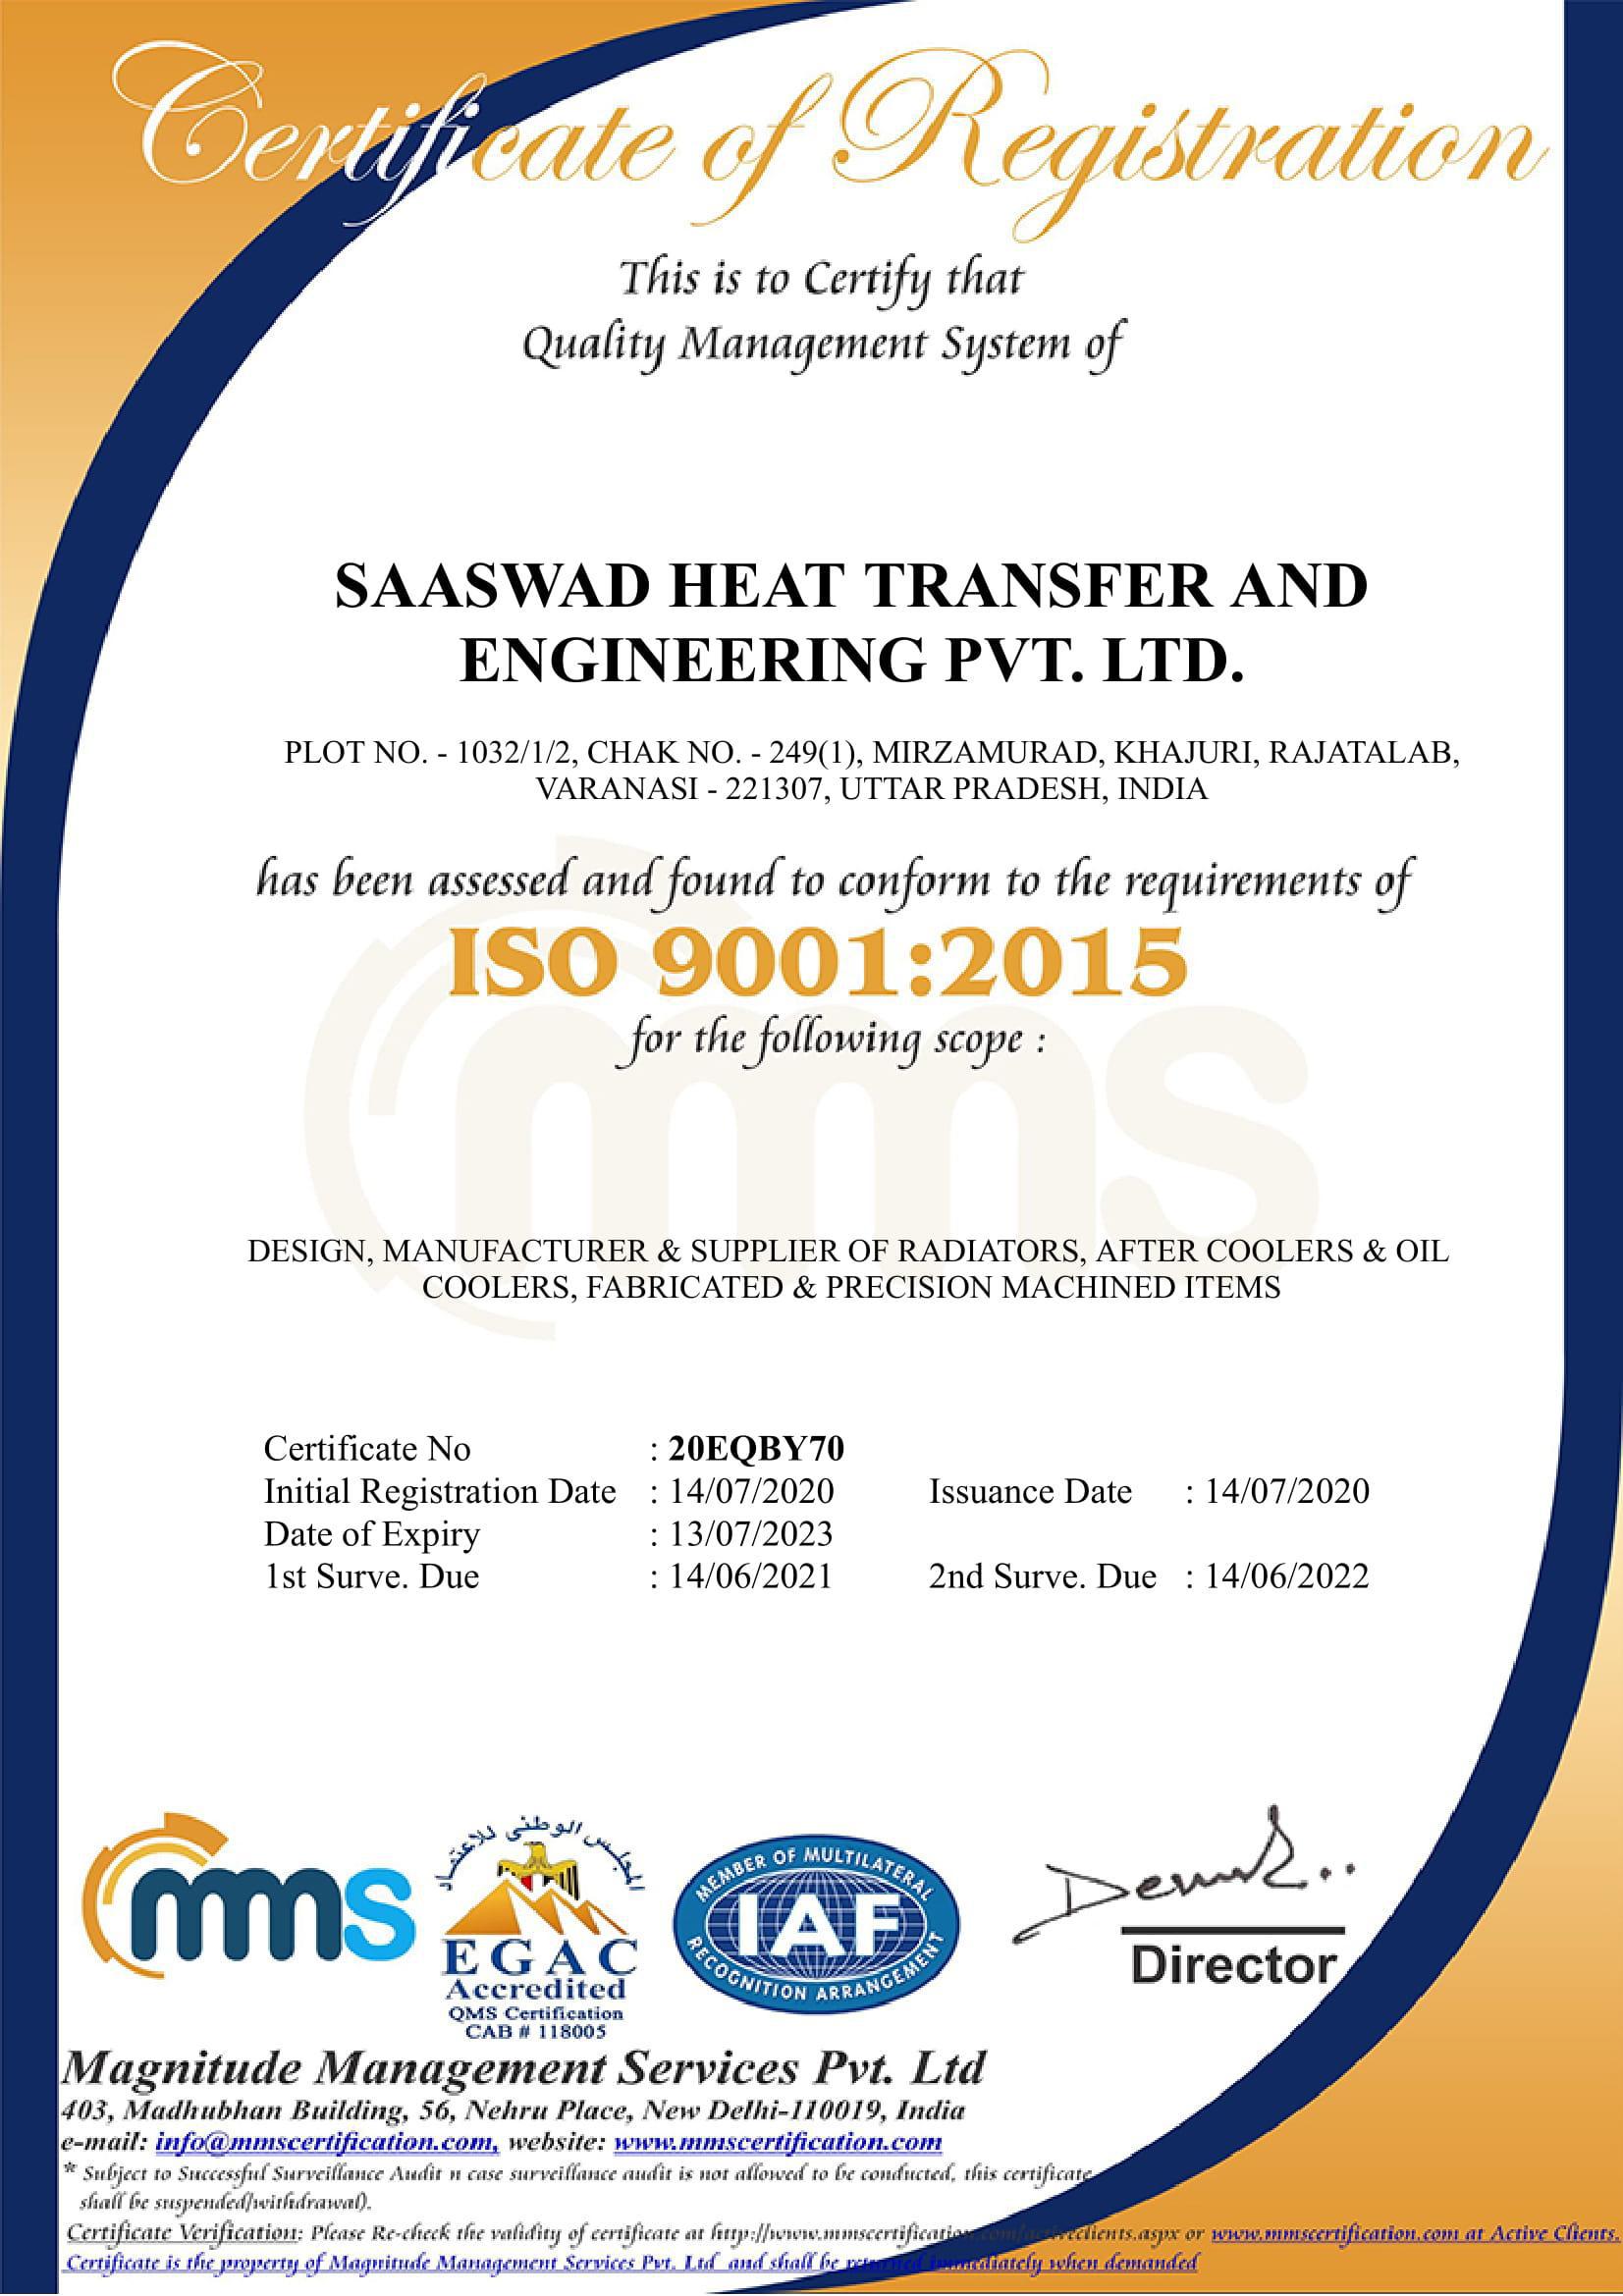 Certificate of Registration
This is to Certify that
Quality Management System of
SAASWAD HEAT TRANSFER AND
ENGINEERING PVT. LTD.
PLOT NO. - 1032/1/2, CHAK NO. - 249(1), MIRZAMURAD, KHAJURI, RAJATALAB,
VARANASI - 221307, UTTAR PRADESH, INDIA
has been assessed and found to conform to the requirements of
ISO 9001:2015
for the following scope :
mms
DESIGN, MANUFACTURER & SUPPLIER OF RADIATORS, AFTER COOLERS & OIL
COOLERS, FABRICATED & PRECISION MACHINED ITEMS
Certificate No : 20EQBY70
Initial Registration Date : 14/07/2020 Issuance Date : 14/07/2020
Date of Expiry : 13/07/2023
1st Surve. Due : 14/06/2021 2nd Surve. Due : 14/06/2022
mms
المجلس الوطنى للاعتماد
EGAC
Accredited
QMS Certification
CAB # 118005
MEMBER OF MULTILATERAL
IAF
RECOGNITION ARRANGEMENT
Director
Magnitude Management Services Pvt. Ltd
403, Madhubhan Building, 56, Nehru Place, New Delhi-110019, India
e-mail: info@mmscertification.com, website: www.mmscertification.com
* Subject to Successful Surveillance Audit n case surveillance audit is not allowed to be conducted, this certificate
shall be suspended/withdrawal).
Certificate Verification: Please Re-check the validity of certificate at http://www.mmscertification.com/activeclients.aspx or www.mmscertification.com at Active Clients.
Certificate is the property of Magnitude Management Services Pvt. Ltd and shall be returned immediately when demanded